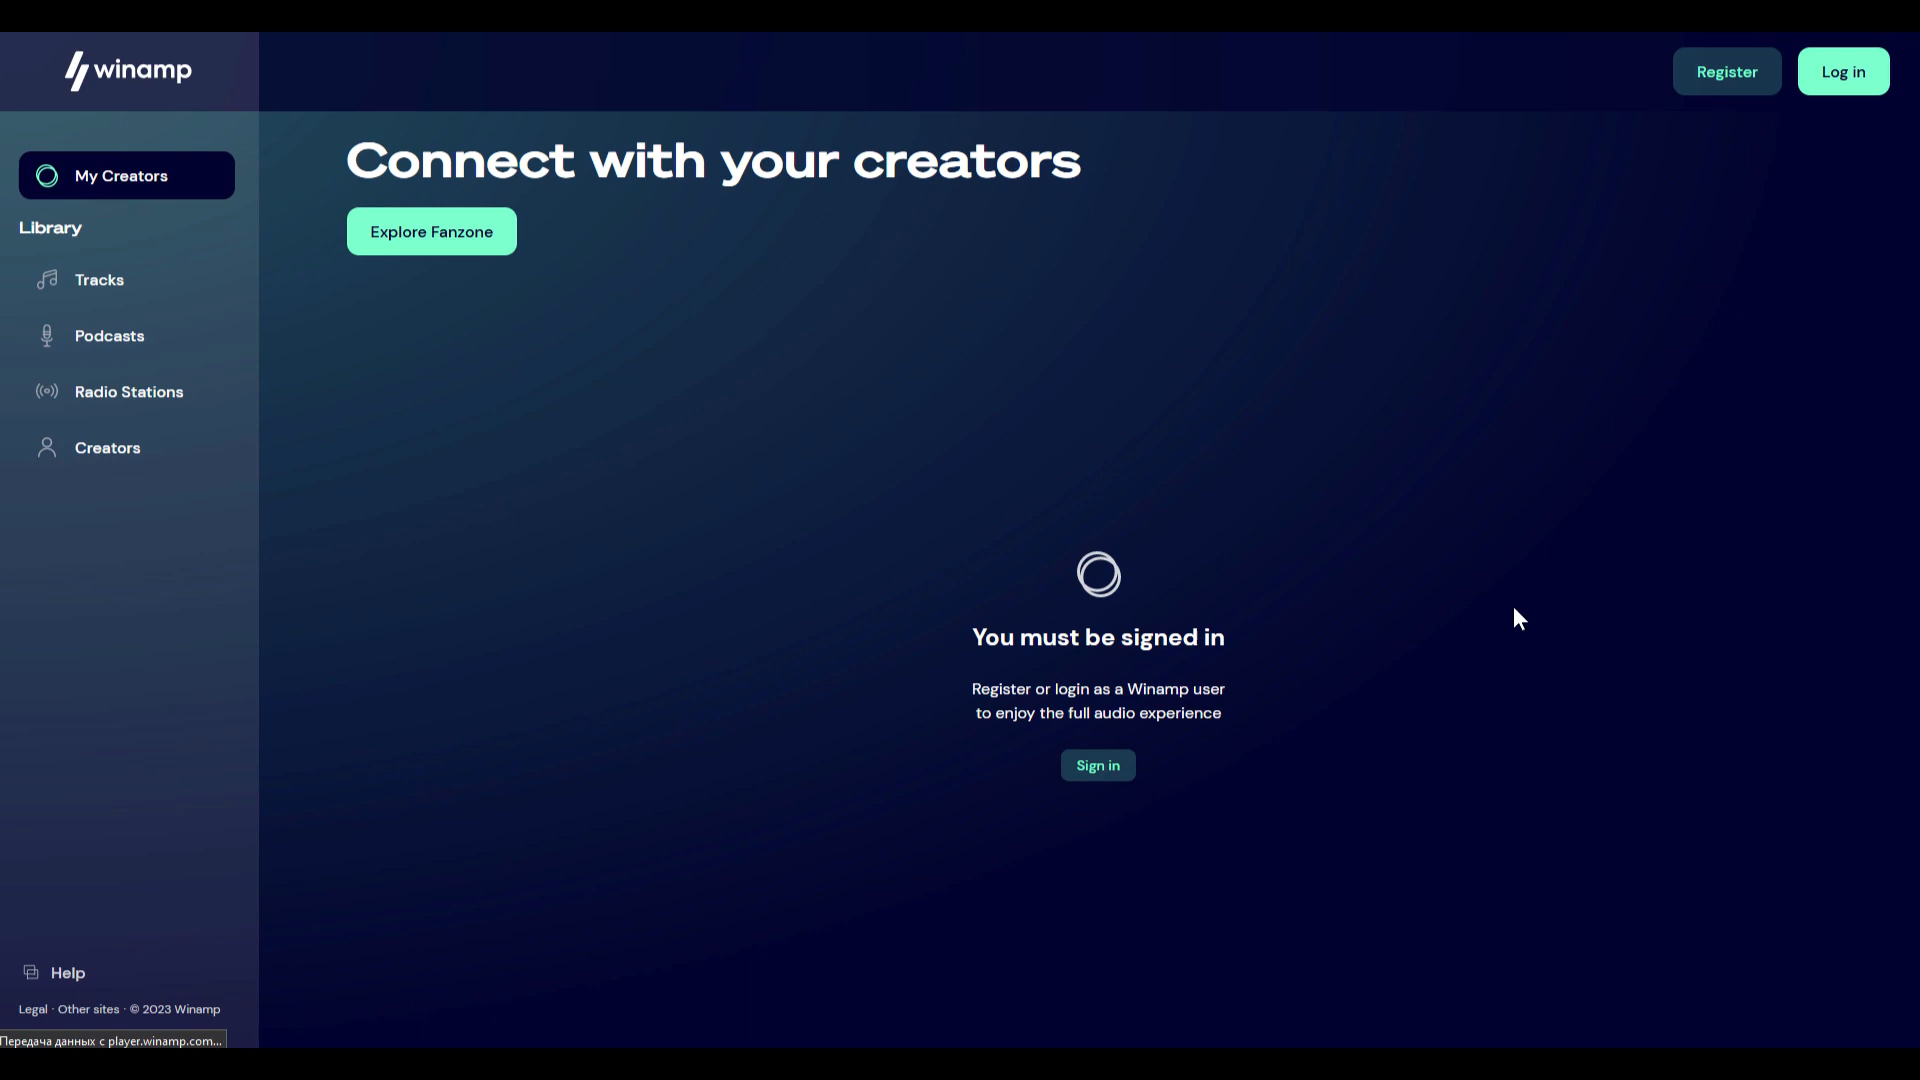 winamp
Register
Log in
My Creators
Library
Tracks
Podcasts
Radio Stations
Creators
Connect with your creators
Explore Fanzone
You must be signed in
Register or login as a Winamp user
to enjoy the full audio experience
Sign in
Help
Legal · Other sites · © 2023 Winamp
Передача данных с player.winamp.com...